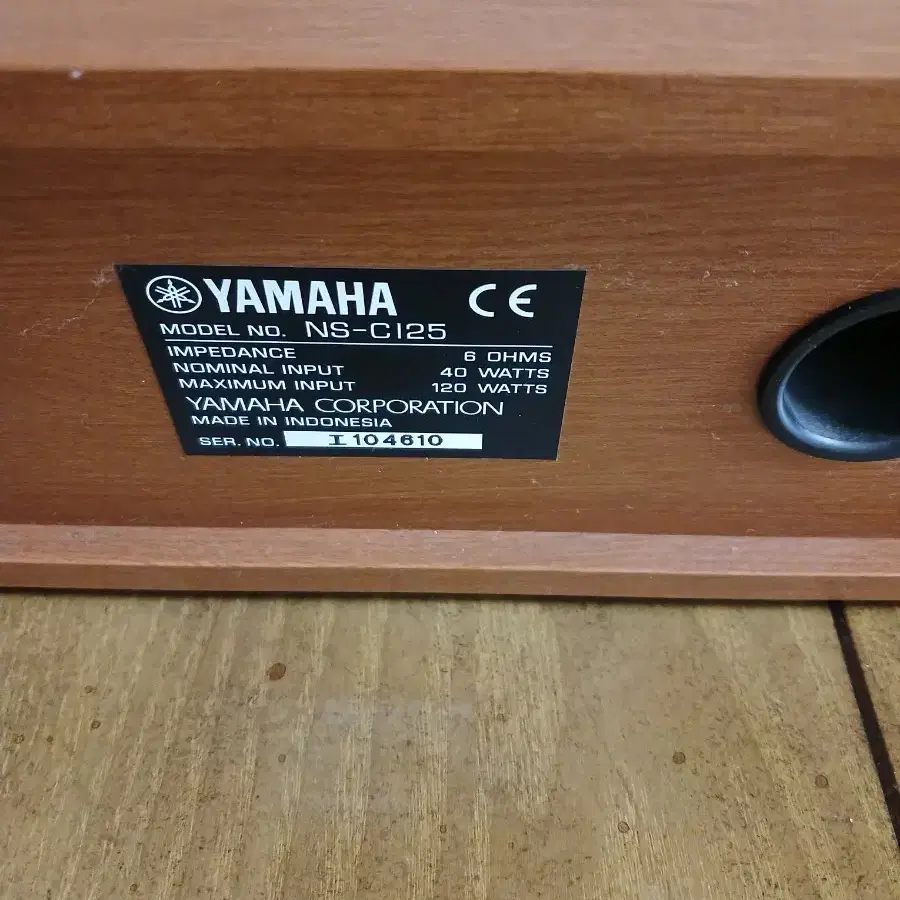 YAMAHA CE
MODEL NO. NS-C125
IMPEDANCE 6 OHMS
NOMINAL INPUT 40 WATTS
MAXIMUM INPUT 120 WATTS
YAMAHA CORPORATION
MADE IN INDONESIA
SER. NO. I 104610